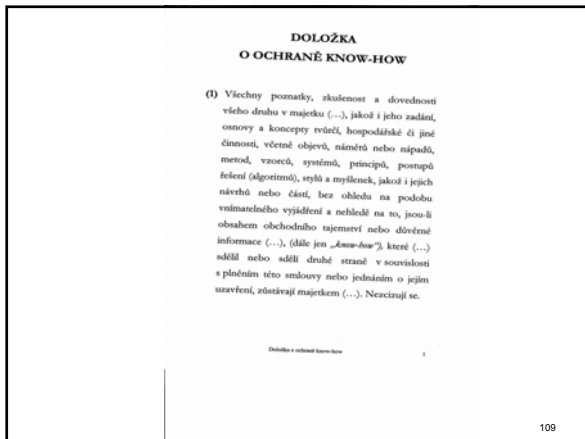 DOLOŽKA
O OCHRANĚ KNOW-HOW
(1) Všechny poznatky, zkušenost a dovednosti
všeho druhu v majetku (…), jakož i jeho zadání,
osnovy a koncepty tvůrčí, hospodářské či jiné
činnosti, včetně objevů, námětů nebo nápadů,
metod, vzorců, systémů, principů, postupů
řešení (algoritmů), stylů a myšlenek, jakož i jejich
návrhů nebo částí, bez ohledu na podobu
vnímatelného vyjádření a nehledě na to, jsou-li
obsahem obchodního tajemství nebo důvěrné
informace (…), (dále jen „know-how"), které (…)
sdělil nebo sdělí druhé straně v souvislosti
s plněním této smlouvy nebo jednáním o jejím
uzavření, zůstávají majetkem (…). Nezcizují se.
Doložka o ochraně know-how 1
109